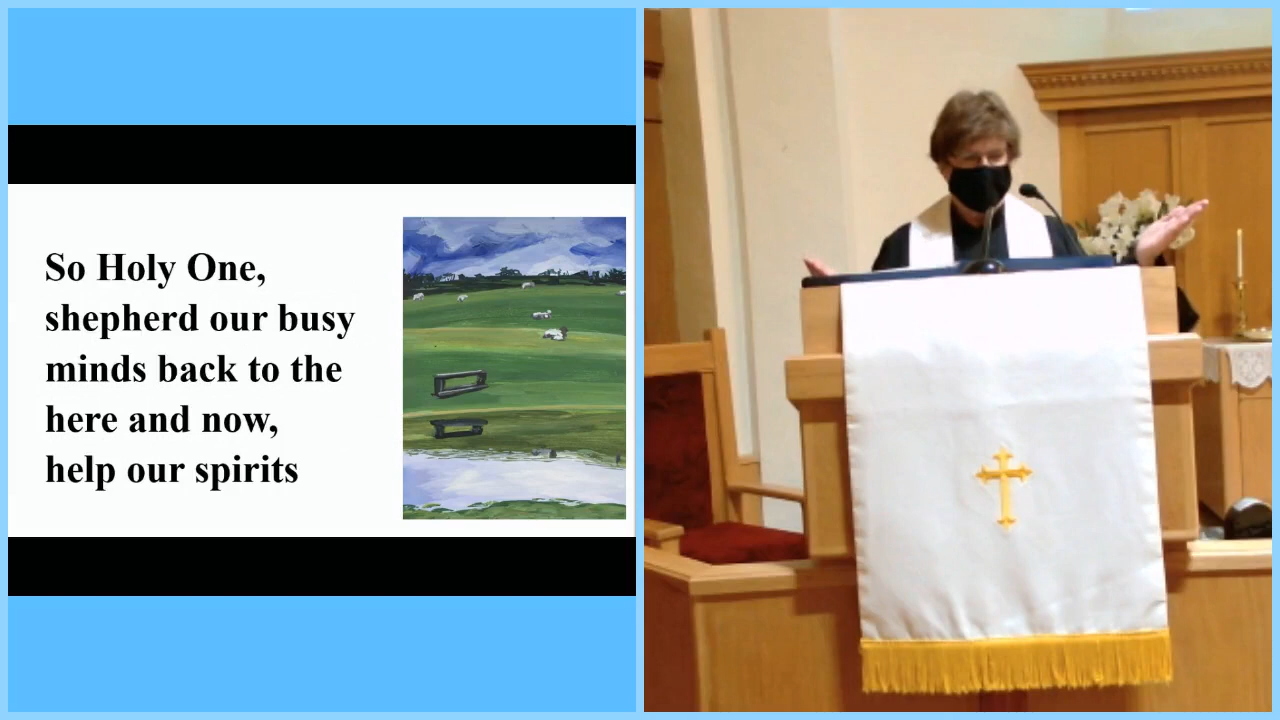 So Holy One,
shepherd our busy
minds back to the
here and now,
help our spirits